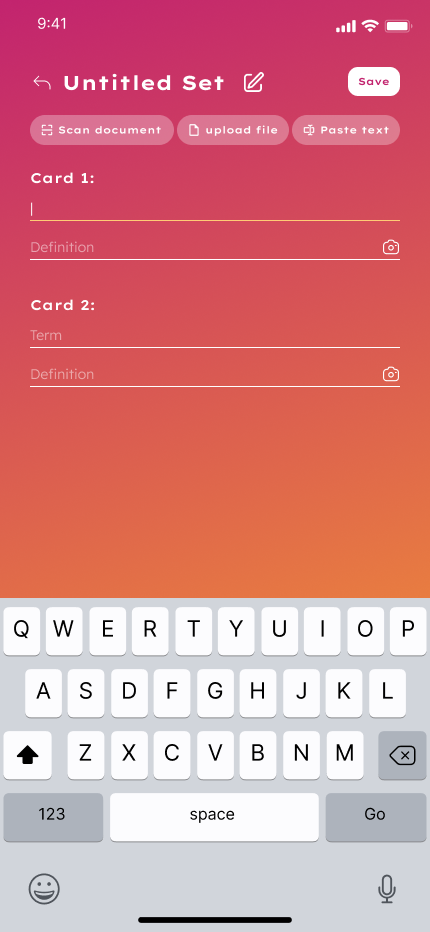 9:41
Untitled Set
Save
Scan document upload file Paste text
Card 1:
Definition
Card 2:
Term
Definition
Q W E R T Y U I O P
A S D F G H J K L
Z X C V B N M
123 space Go